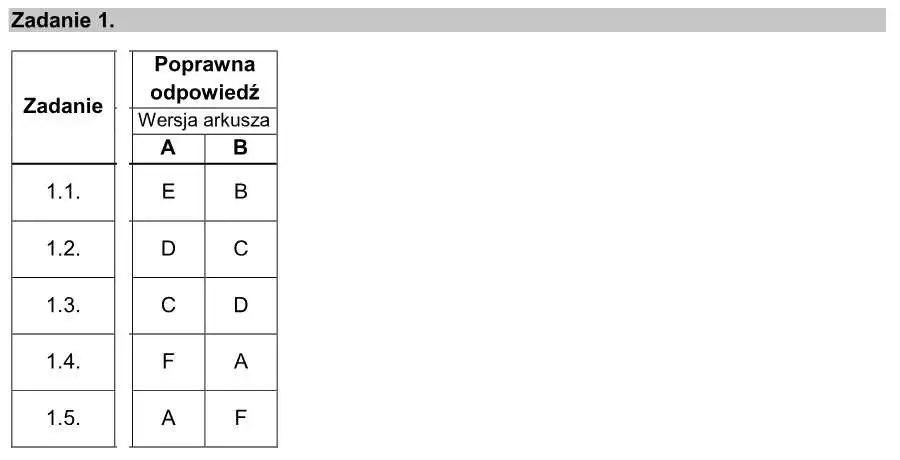 Zadanie 1.
Zadanie
Poprawna
odpowiedź
Wersja arkusza
A B
1.1. E B
1.2. D C
1.3. C D
1.4. F A
1.5. A F